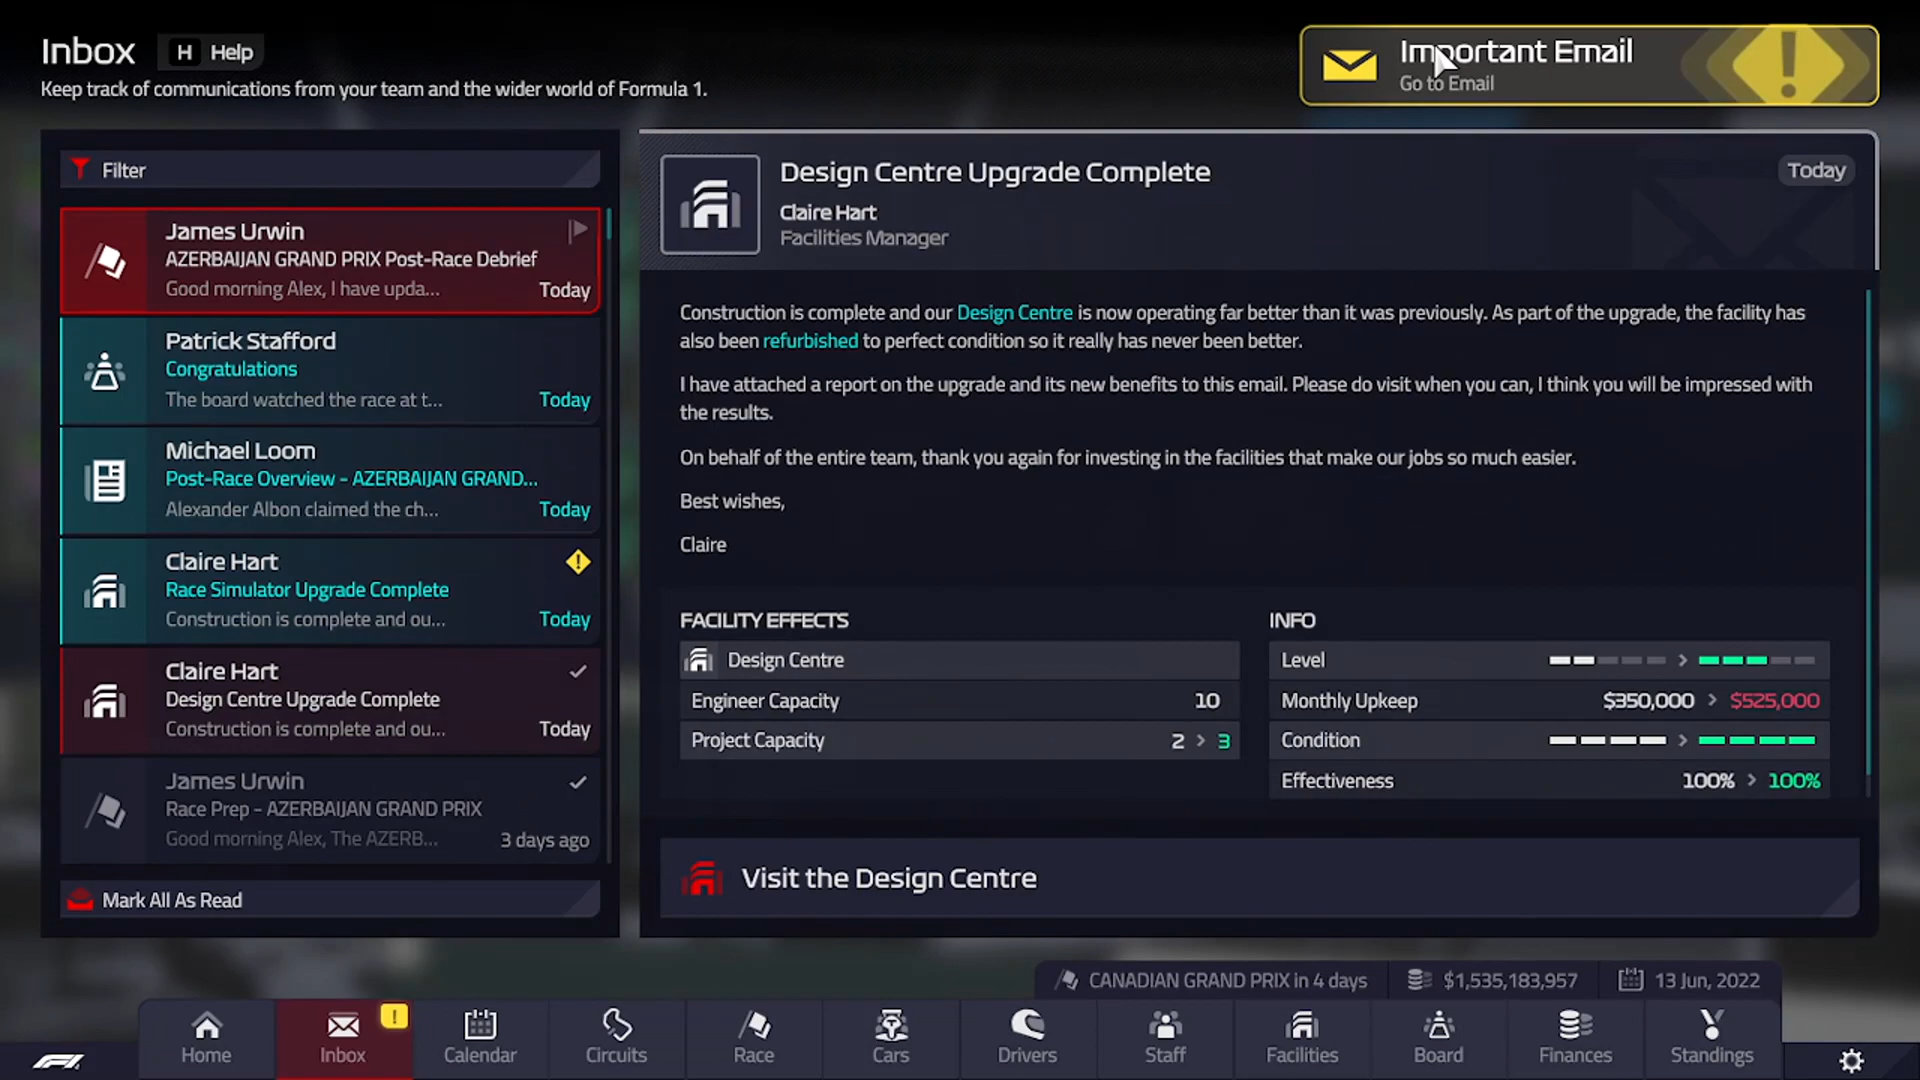 Inbox
H Help
Keep track of communications from your team and the wider world of Formula 1.
Important Email
Go to Email
Filter
James Urwin
AZERBAIJAN GRAND PRIX Post-Race Debrief
Good morning Alex, I have upda...
Today
Patrick Stafford
Congratulations
The board watched the race at t...
Today
Michael Loom
Post-Race Overview - AZERBAIJAN GRAND...
Alexander Albon claimed the ch...
Today
Claire Hart
Race Simulator Upgrade Complete
Construction is complete and ou...
Today
Claire Hart
Design Centre Upgrade Complete
Construction is complete and ou...
Today
James Urwin
Race Prep - AZERBAIJAN GRAND PRIX
Good morning Alex, The AZERB...
3 days ago
Mark All As Read
Design Centre Upgrade Complete
Today
Claire Hart
Facilities Manager
Construction is complete and our Design Centre is now operating far better than it was previously. As part of the upgrade, the facility has
also been refurbished to perfect condition so it really has never been better.
I have attached a report on the upgrade and its new benefits to this email. Please do visit when you can, I think you will be impressed with
the results.
On behalf of the entire team, thank you again for investing in the facilities that make our jobs so much easier.
Best wishes,
Claire
FACILITY EFFECTS
Design Centre
Engineer Capacity 10
Project Capacity 2 > 3
INFO
Level >
Monthly Upkeep $350,000 > $525,000
Condition >
Effectiveness 100% > 100%
Visit the Design Centre
CANADIAN GRAND PRIX in 4 days
$1,535,183,957
13 Jun, 2022
Home
Inbox
Calendar
Circuits
Race
Cars
Drivers
Staff
Facilities
Board
Finances
Standings